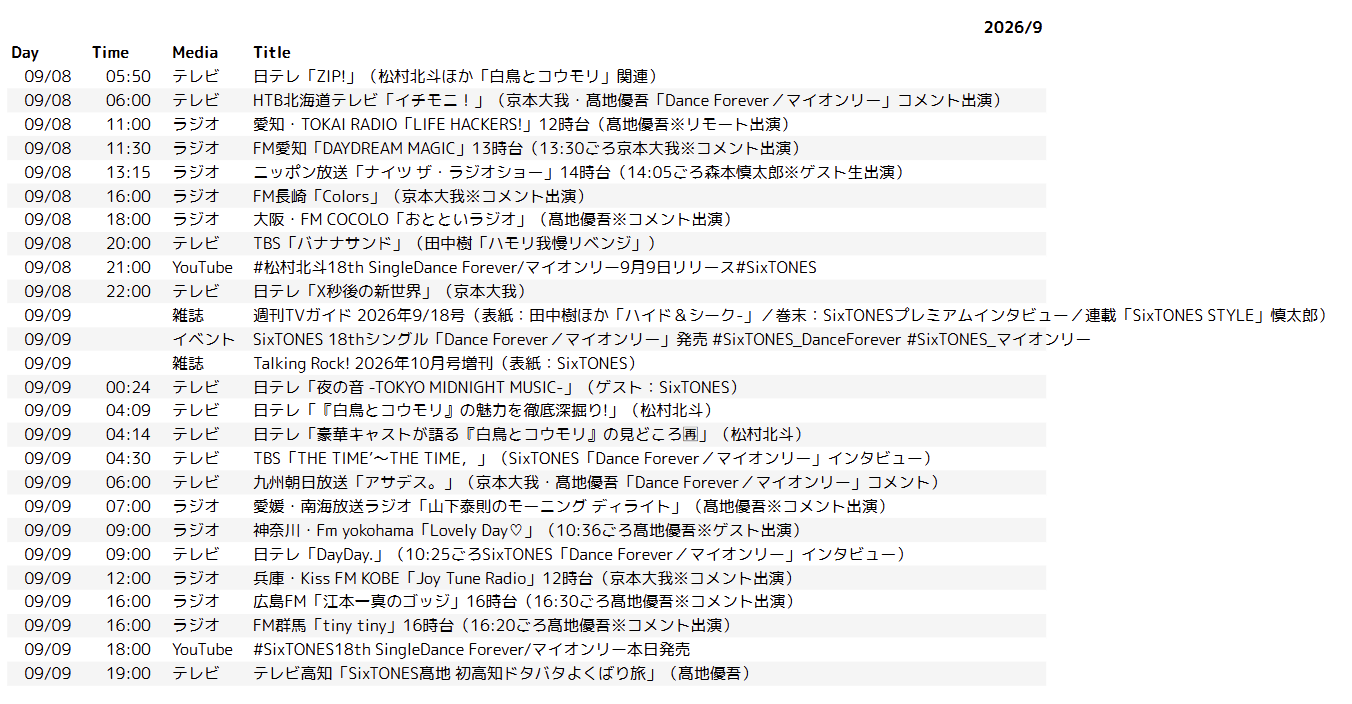 2026/9
Day Time Media Title
09/08 05:50 テレビ 日テレ「ZIP!」（松村北斗ほか「白鳥とコウモリ」関連）
09/08 06:00 テレビ HTB北海道テレビ「イチモニ！」（京本大我・髙地優吾「Dance Forever／マイオンリー」コメント出演）
09/08 11:00 ラジオ 愛知・TOKAI RADIO「LIFE HACKERS!」12時台（髙地優吾※リモート出演）
09/08 11:30 ラジオ FM愛知「DAYDREAM MAGIC」13時台（13:30ごろ京本大我※コメント出演）
09/08 13:15 ラジオ ニッポン放送「ナイツ ザ・ラジオショー」14時台（14:05ごろ森本慎太郎※ゲスト生出演）
09/08 16:00 ラジオ FM長崎「Colors」（京本大我※コメント出演）
09/08 18:00 ラジオ 大阪・FM COCOLO「おとといラジオ」（髙地優吾※コメント出演）
09/08 20:00 テレビ TBS「バナナサンド」（田中樹「ハモリ我慢リベンジ」）
09/08 21:00 YouTube #松村北斗18th SingleDance Forever/マイオンリー9月9日リリース#SixTONES
09/08 22:00 テレビ 日テレ「X秒後の新世界」（京本大我）
09/09 雑誌 週刊TVガイド 2026年9/18号（表紙：田中樹ほか「ハイド＆シーク-」／巻末：SixTONESプレミアムインタビュー／連載「SixTONES STYLE」慎太郎）
09/09 イベント SixTONES 18thシングル「Dance Forever／マイオンリー」発売 #SixTONES_DanceForever #SixTONES_マイオンリー
09/09 雑誌 Talking Rock! 2026年10月号増刊（表紙：SixTONES）
09/09 00:24 テレビ 日テレ「夜の音 -TOKYO MIDNIGHT MUSIC-」（ゲスト：SixTONES）
09/09 04:09 テレビ 日テレ「『白鳥とコウモリ』の魅力を徹底深掘り!」（松村北斗）
09/09 04:14 テレビ 日テレ「豪華キャストが語る『白鳥とコウモリ』の見どころ🈞」（松村北斗）
09/09 04:30 テレビ TBS「THE TIME’～THE TIME，」（SixTONES「Dance Forever／マイオンリー」インタビュー）
09/09 06:00 テレビ 九州朝日放送「アサデス。」（京本大我・髙地優吾「Dance Forever／マイオンリー」コメント）
09/09 07:00 ラジオ 愛媛・南海放送ラジオ「山下泰則のモーニング ディライト」（髙地優吾※コメント出演）
09/09 09:00 ラジオ 神奈川・Fm yokohama「Lovely Day♡」（10:36ごろ髙地優吾※ゲスト出演）
09/09 09:00 テレビ 日テレ「DayDay.」（10:25ごろSixTONES「Dance Forever／マイオンリー」インタビュー）
09/09 12:00 ラジオ 兵庫・Kiss FM KOBE「Joy Tune Radio」12時台（京本大我※コメント出演）
09/09 16:00 ラジオ 広島FM「江本一真のゴッジ」16時台（16:30ごろ髙地優吾※コメント出演）
09/09 16:00 ラジオ FM群馬「tiny tiny」16時台（16:20ごろ髙地優吾※コメント出演）
09/09 18:00 YouTube #SixTONES18th SingleDance Forever/マイオンリー本日発売
09/09 19:00 テレビ テレビ高知「SixTONES髙地 初高知ドタバタよくばり旅」（髙地優吾）